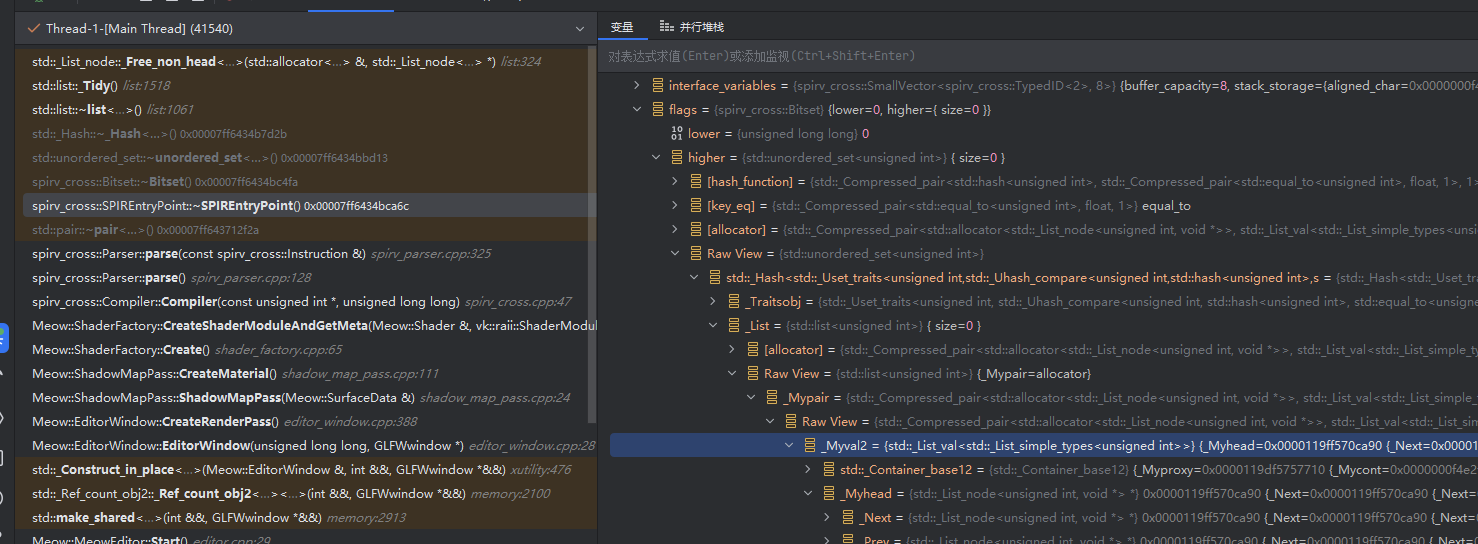 Thread-1-[Main Thread] (41540)
std::_List_node::_Free_non_head<...>(std::allocator<...> &, std::_List_node<...> *) list:324
std::list::_Tidy() list:1518
std::list::~list<...>() list:1061
std::_Hash::~_Hash<...>() 0x00007ff6434b7d2b
std::unordered_set::~unordered_set<...>() 0x00007ff6434bbd13
spirv_cross::Bitset::~Bitset() 0x00007ff6434bc4fa
spirv_cross::SPIREntryPoint::~SPIREntryPoint() 0x00007ff6434bca6c
std::pair::~pair<...>() 0x00007ff643712f2a
spirv_cross::Parser::parse(const spirv_cross::Instruction &) spirv_parser.cpp:325
spirv_cross::Parser::parse() spirv_parser.cpp:128
spirv_cross::Compiler::Compiler(const unsigned int *, unsigned long long) spirv_cross.cpp:47
Meow::ShaderFactory::CreateShaderModuleAndGetMeta(Meow::Shader &, vk::raii::ShaderModul
Meow::ShaderFactory::Create() shader_factory.cpp:65
Meow::ShadowMapPass::CreateMaterial() shadow_map_pass.cpp:111
Meow::ShadowMapPass::ShadowMapPass(Meow::SurfaceData &) shadow_map_pass.cpp:24
Meow::EditorWindow::CreateRenderPass() editor_window.cpp:388
Meow::EditorWindow::EditorWindow(unsigned long long, GLFWwindow *) editor_window.cpp:28
std::_Construct_in_place<...>(Meow::EditorWindow &, int &&, GLFWwindow *&&) xutility:476
std::_Ref_count_obj2::_Ref_count_obj2<...><...>(int &&, GLFWwindow *&&) memory:2100
std::make_shared<...>(int &&, GLFWwindow *&&) memory:2913
Meow::MeowEditor::Start() editor.cpp:29
变量 并行堆栈
对表达式求值(Enter)或添加监视(Ctrl+Shift+Enter)
interface_variables = {spirv_cross::SmallVector<spirv_cross::TypedID<2>, 8>} {buffer_capacity=8, stack_storage={aligned_char=0x0000000f4
flags = {spirv_cross::Bitset} {lower=0, higher={ size=0 }}
lower = {unsigned long long} 0
higher = {std::unordered_set<unsigned int>} { size=0 }
[hash_function] = {std::_Compressed_pair<std::hash<unsigned int>, std::_Compressed_pair<std::equal_to<unsigned int>, float, 1>, 1>
[key_eq] = {std::_Compressed_pair<std::equal_to<unsigned int>, float, 1>} equal_to
[allocator] = {std::_Compressed_pair<std::allocator<std::_List_node<unsigned int, void *>>, std::_List_val<std::_List_simple_types<unsi
Raw View = {std::unordered_set<unsigned int>}
std::_Hash<std::_Uset_traits<unsigned int,std::_Uhash_compare<unsigned int,std::hash<unsigned int>,s = {std::_Hash<std::_Uset_trai
_Traitsobj = {std::_Uset_traits<unsigned int, std::_Uhash_compare<unsigned int, std::hash<unsigned int>, std::equal_to<unsigne
_List = {std::list<unsigned int>} { size=0 }
[allocator] = {std::_Compressed_pair<std::allocator<std::_List_node<unsigned int, void *>>, std::_List_val<std::_List_simple_ty
Raw View = {std::list<unsigned int>} {_Mypair=allocator}
_Mypair = {std::_Compressed_pair<std::allocator<std::_List_node<unsigned int, void *>>, std::_List_val<std::_List_simple_typ
Raw View = {std::_Compressed_pair<std::allocator<std::_List_node<unsigned int, void *>>, std::_List_val<std::_List_simple
_Myval2 = {std::_List_val<std::_List_simple_types<unsigned int>>} {_Myhead=0x0000119ff570ca90 {_Next=0x00001
std::_Container_base12 = {std::_Container_base12} {_Myproxy=0x0000119df5757710 {_Mycont=0x0000000f4e2
_Myhead = {std::_List_node<unsigned int, void *> *} 0x0000119ff570ca90 {_Next=0x0000119ff570ca90 {_Next=
_Next = {std::_List_node<unsigned int, void *> *} 0x0000119ff570ca90 {_Next=0x0000119ff570ca90 {_N
_Prev = {std::_List_node<unsigned int, void *> *} 0x0000119ff570ca90 {_Next=0x0000119ff570ca90 {_N